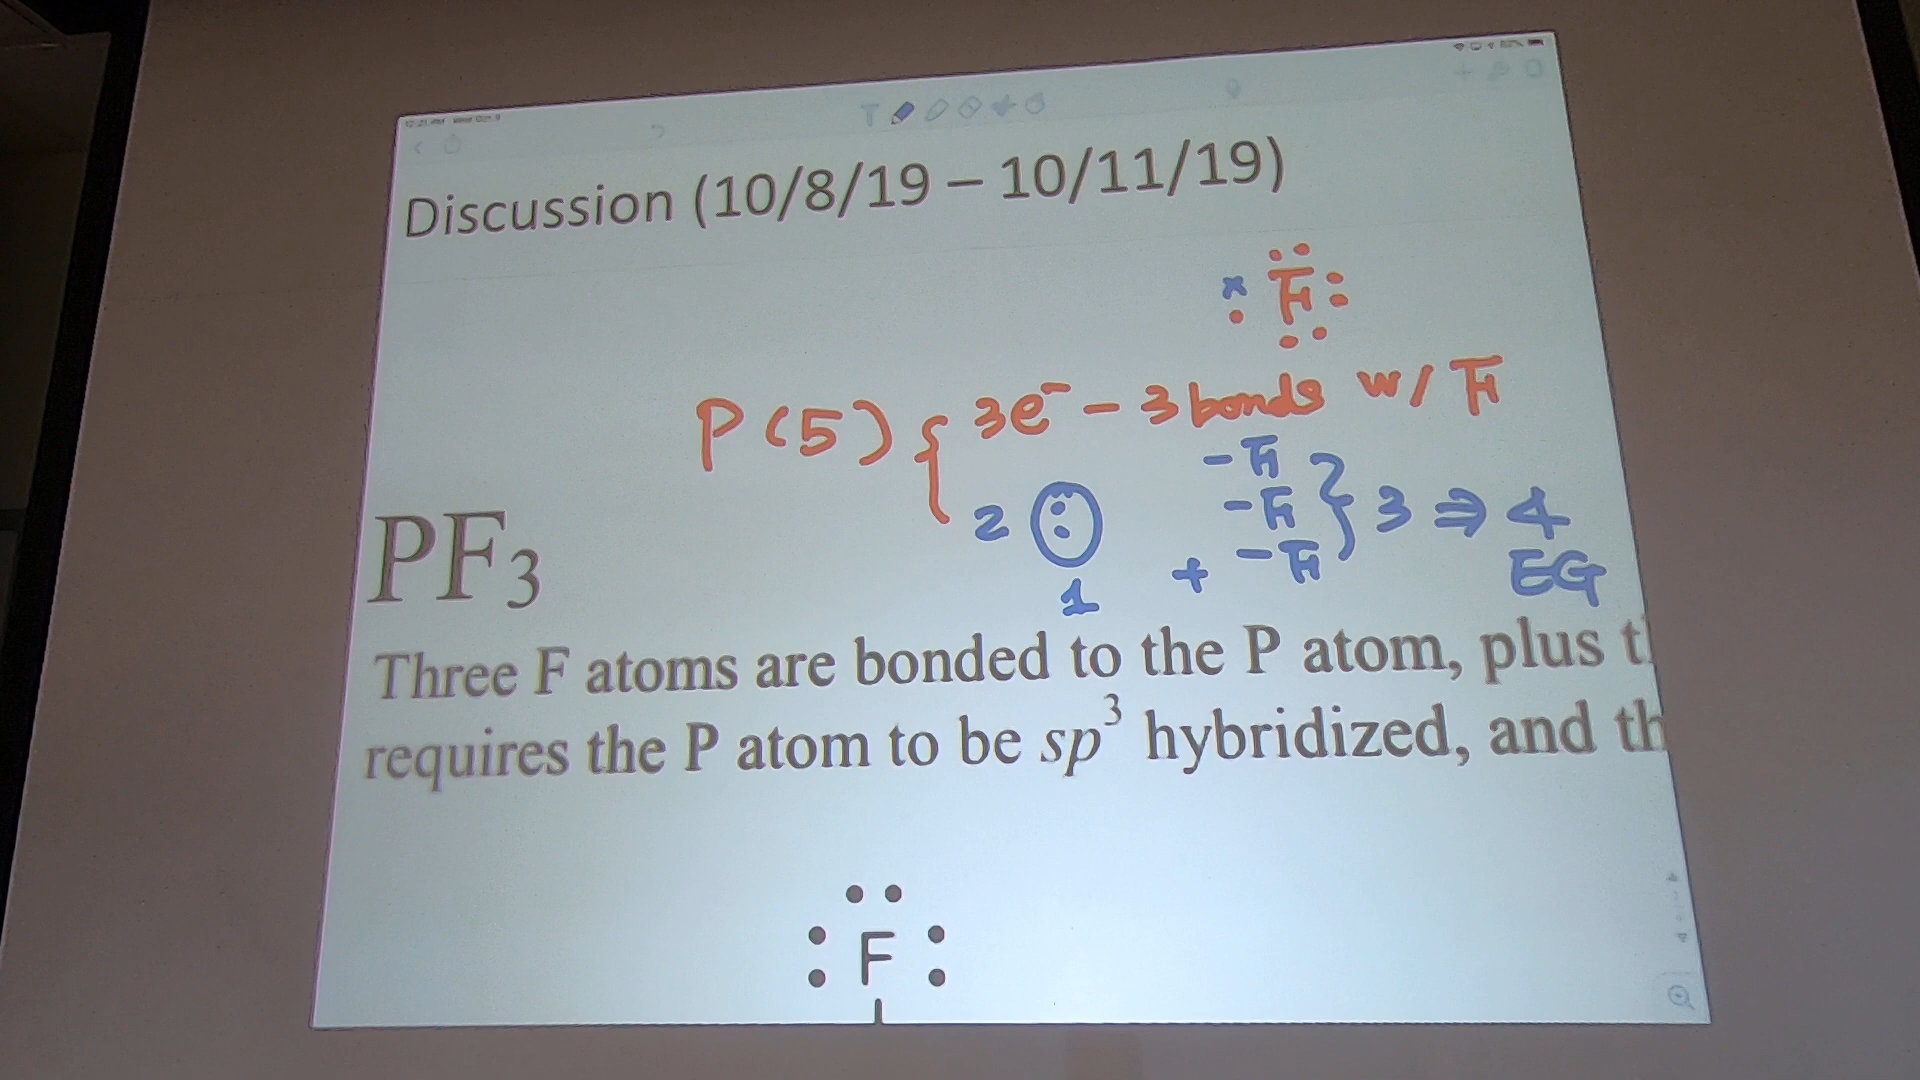 Discussion (10/8/19 – 10/11/19)
F
P (5) { 3e⁻ – 3 bonds w/ F
2 : 1 + – F – F – F } 3 ⇒ 4 EG
PF₃
Three F atoms are bonded to the P atom, plus
requires the P atom to be sp³ hybridized, and
F